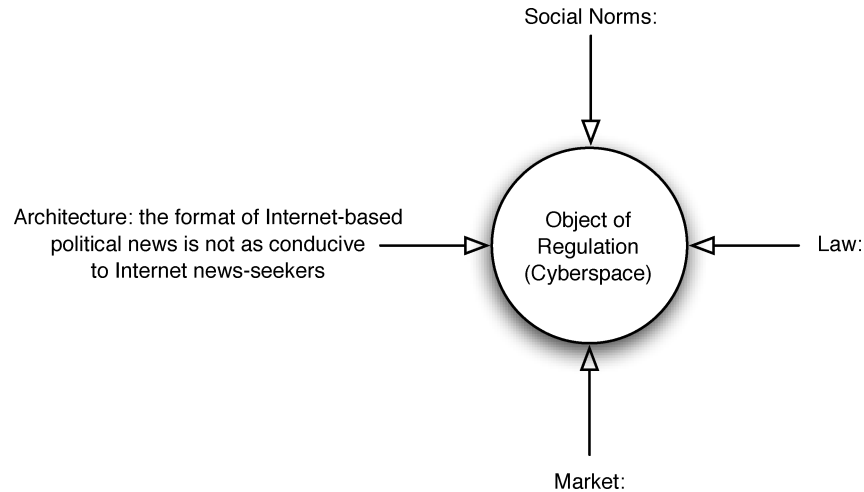 Social Norms:
Architecture: the format of Internet-based
political news is not as conducive
to Internet news-seekers
Object of
Regulation
(Cyberspace)
Law:
Market: